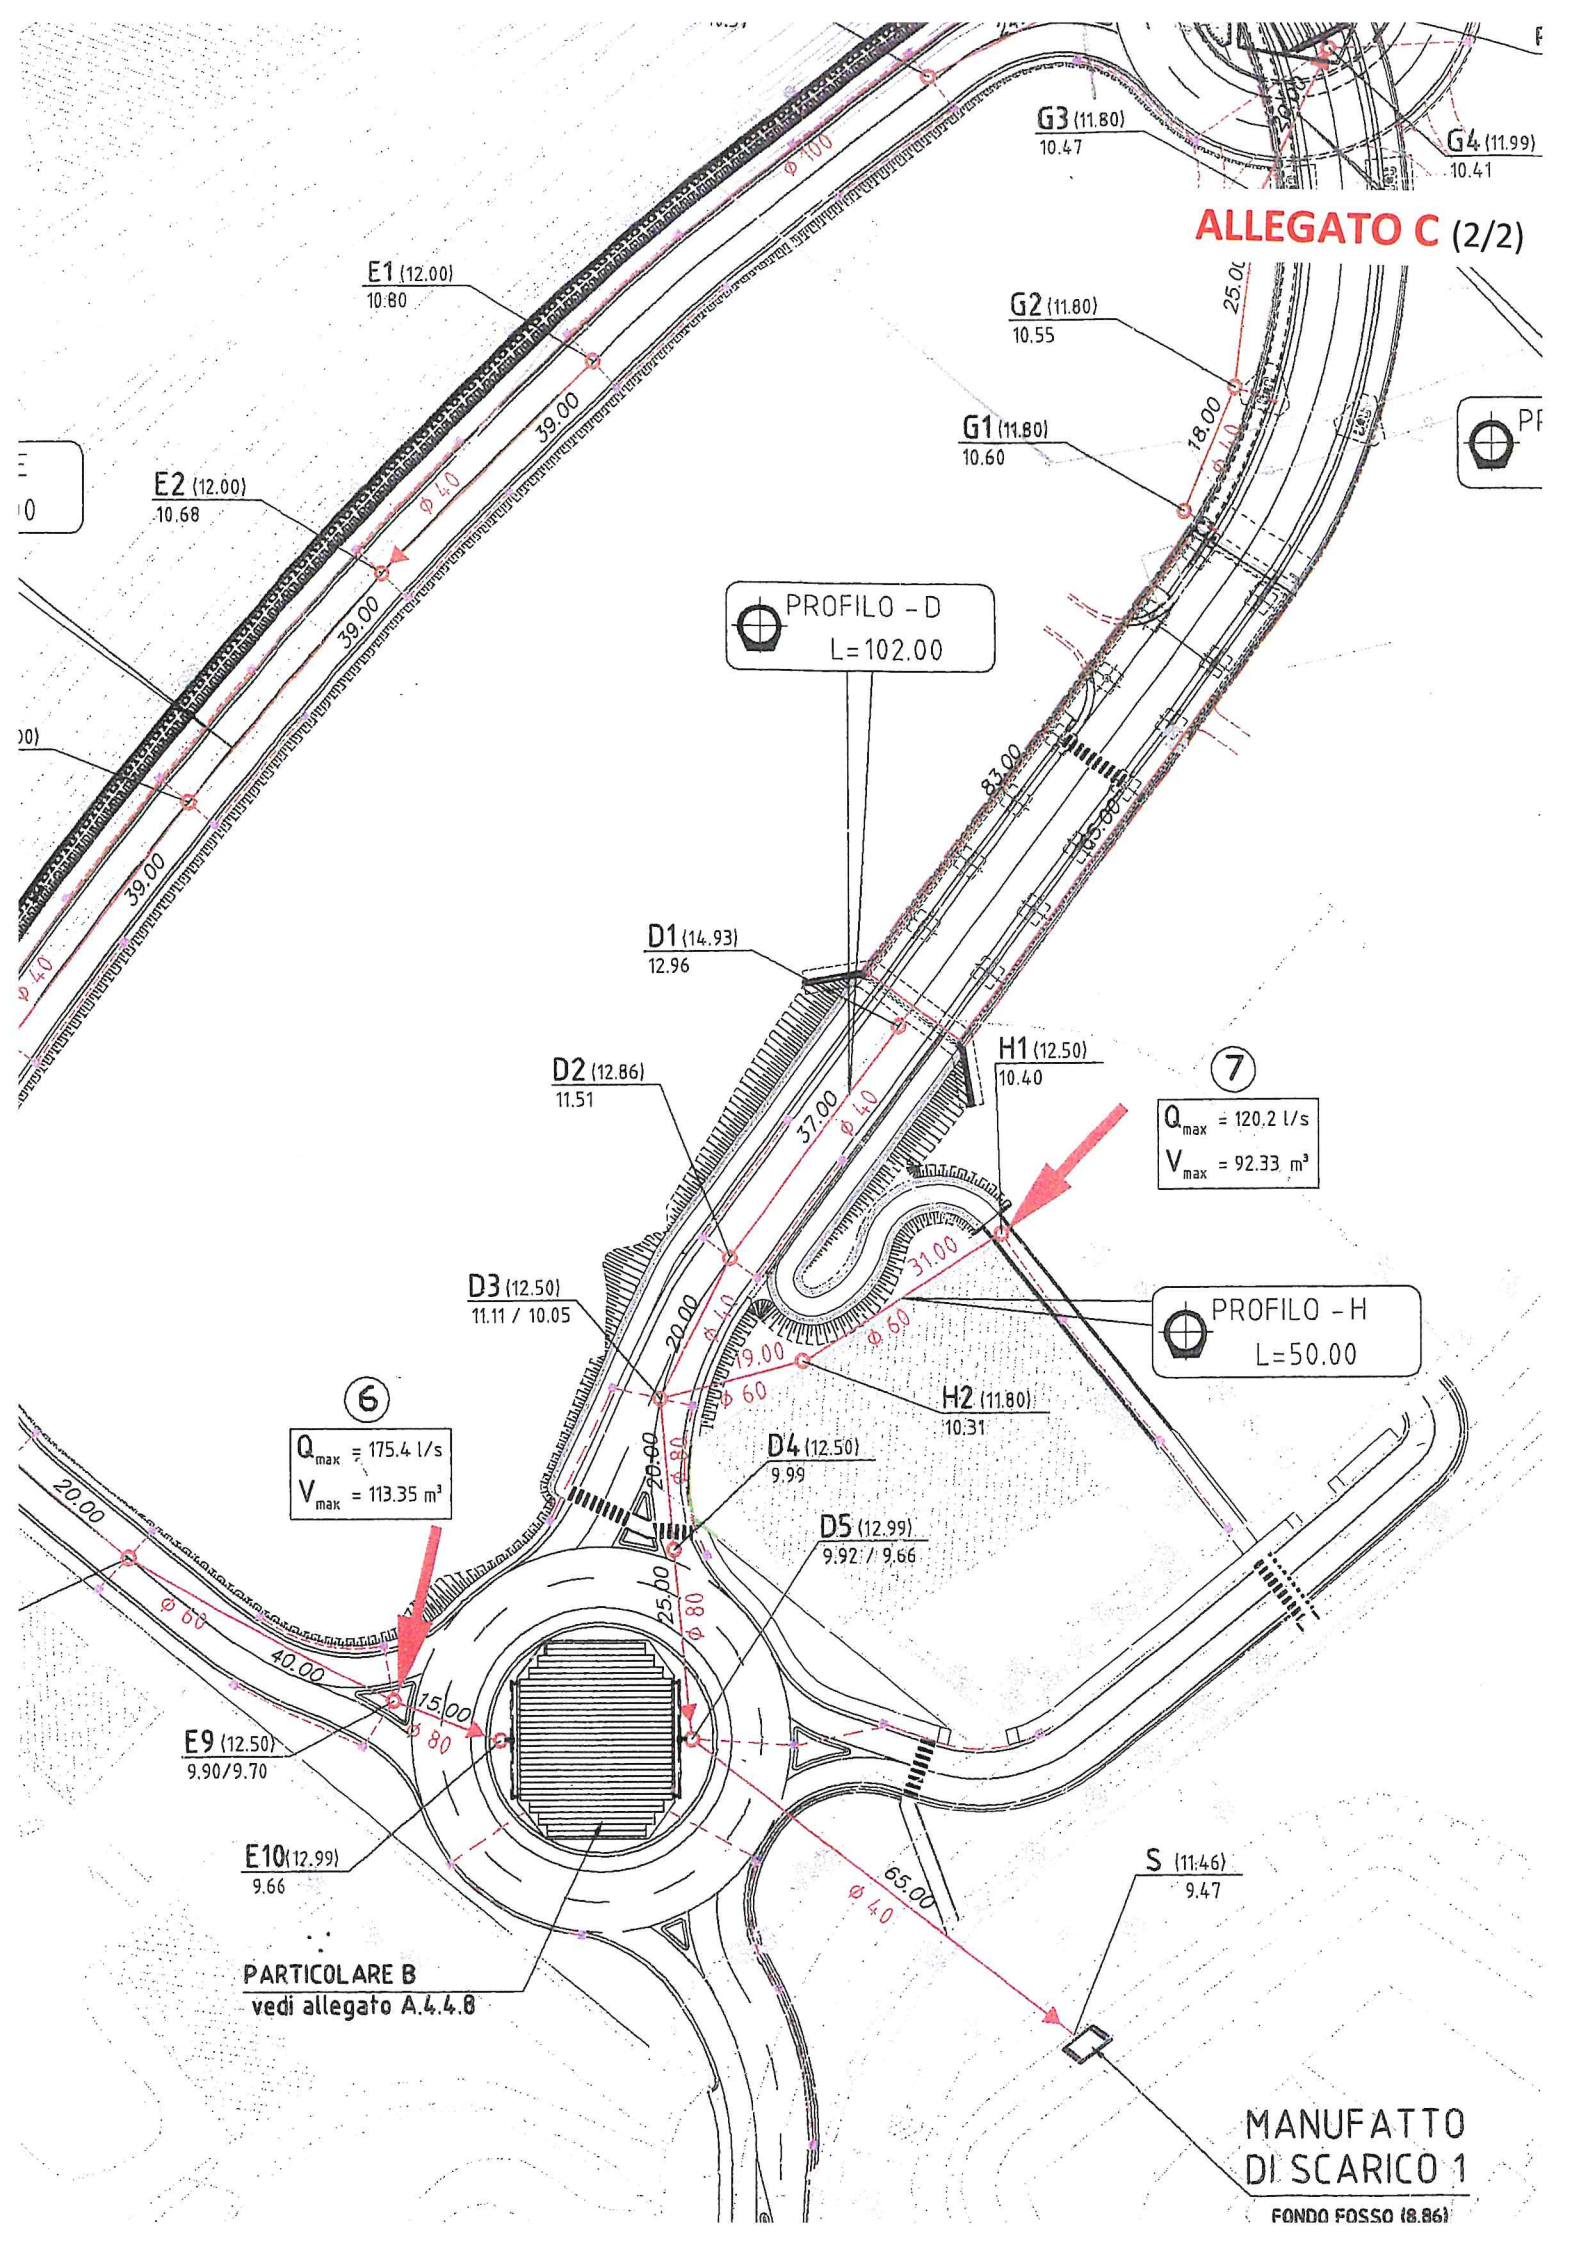 G3 (11.80)
10.47
G4 (11.99)
10.41
ALLEGATO C (2/2)
20.00
Φ 100
E1 (12.00)
10.80
G2 (11.80)
10.55
25.00
39.00
Φ 40
G1 (11.80)
10.60
18.00
Φ 40
E2 (12.00)
10.68
39.00
PROFILO - D
L=102.00
83.00
39.00
Φ 40
D1 (14.93)
12.96
D2 (12.86)
11.51
H1 (12.50)
10.40
7
Qmax = 120.2 l/s
Vmax = 92.33 m³
37.00
Φ 40
31.00
Φ 60
D3 (12.50)
11.11 / 10.05
20.00
Φ 40
PROFILO - H
L=50.00
19.00
Φ 60
H2 (11.80)
10.31
6
Qmax = 175.4 l/s
Vmax = 113.35 m³
20.00
Φ 80
D4 (12.50)
9.99
20.00
D5 (12.99)
9.92 / 9.66
25.00
Φ 80
Φ 60
40.00
15.00
Φ 80
E9 (12.50)
9.90/9.70
E10 (12.99)
9.66
65.00
Φ 40
S (11.46)
9.47
PARTICOLARE B
vedi allegato A.4.4.8
MANUFATTO
DI SCARICO 1
FONDO FOSSO (8.86)